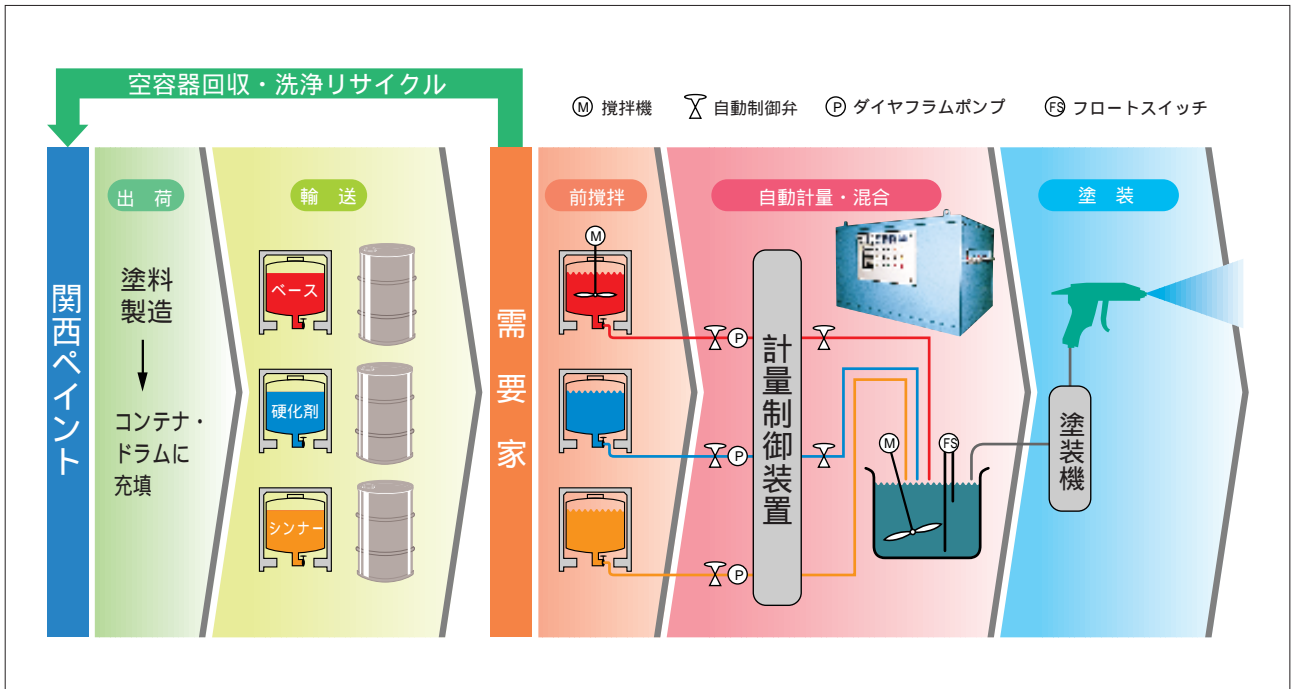 空容器回収・洗浄リサイクル
M 撹拌機
自動制御弁
P ダイヤフラムポンプ
FS フロートスイッチ
関西ペイント
出荷
塗料
製造
コンテナ・
ドラムに
充填
輸送
ベース
硬化剤
シンナー
需要家
前撹拌
M
自動計量・混合
P
P
P
計量制御装置
M
FS
塗装
塗装機